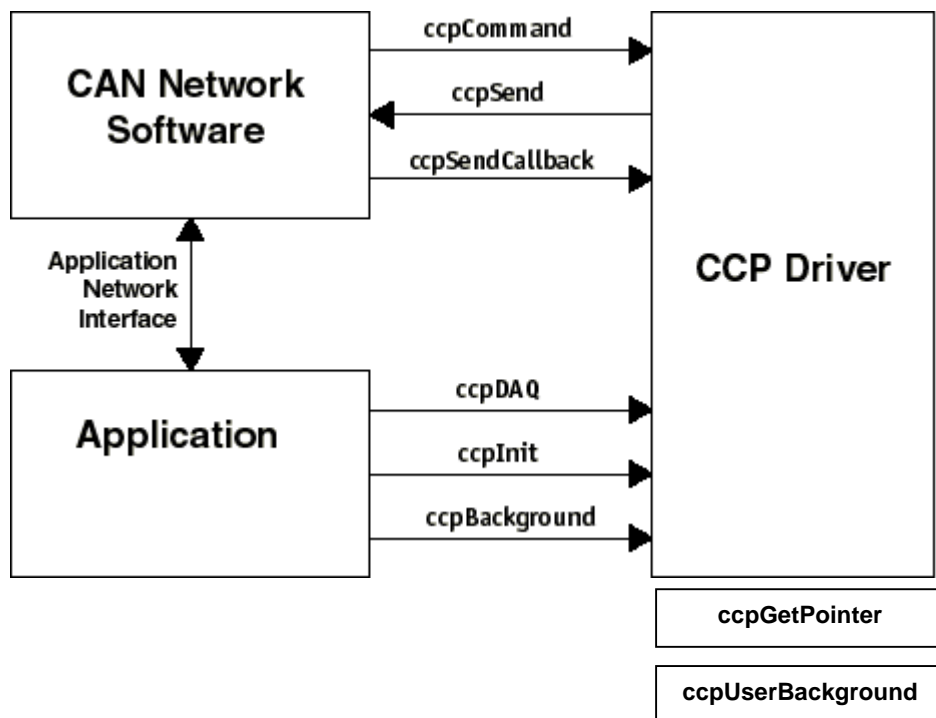 ccpCommand
CAN Network
Software
ccpSend
ccpSendCallback
Application
Network
Interface
CCP Driver
Application
ccpDAQ
ccpInit
ccpBackground
ccpGetPointer
ccpUserBackground